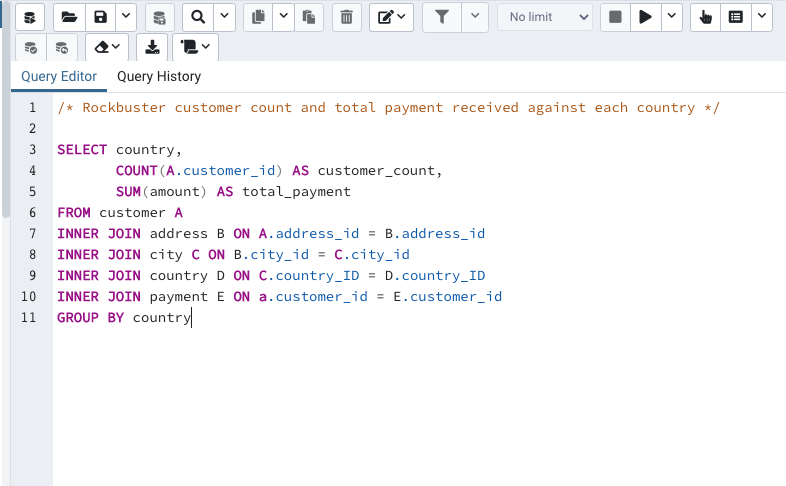 No limit
Query Editor Query History
1 /* Rockbuster customer count and total payment received against each country */
2
3 SELECT country,
4 COUNT(A.customer_id) AS customer_count,
5 SUM(amount) AS total_payment
6 FROM customer A
7 INNER JOIN address B ON A.address_id = B.address_id
8 INNER JOIN city C ON B.city_id = C.city_id
9 INNER JOIN country D ON C.country_ID = D.country_ID
10 INNER JOIN payment E ON a.customer_id = E.customer_id
11 GROUP BY country